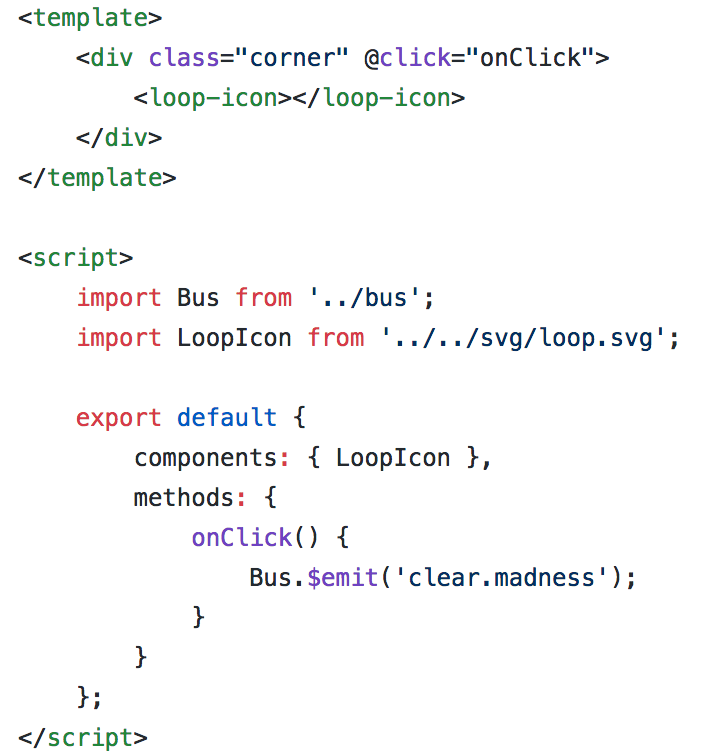 <template>
    <div class="corner" @click="onClick">
        <loop-icon></loop-icon>
    </div>
</template>

<script>
    import Bus from '../bus';
    import LoopIcon from '../../svg/loop.svg';

    export default {
        components: { LoopIcon },
        methods: {
            onClick() {
                Bus.$emit('clear.madness');
            }
        }
    };
</script>